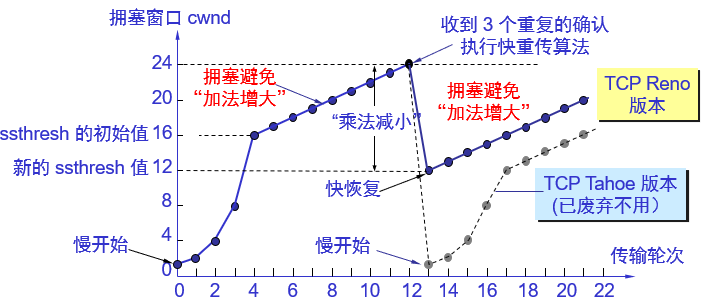 拥塞窗口 cwnd
收到 3 个重复的确认
执行快重传算法
24
拥塞避免
“加法增大”
拥塞避免
“加法增大”
TCP Reno
版本
20
“乘法减小”
ssthresh 的初始值
16
新的 ssthresh 值
12
快恢复
TCP Tahoe 版本
(已废弃不用）
8
慢开始
4
慢开始
传输轮次
0
0 2 4 6 8 10 12 14 16 18 20 22